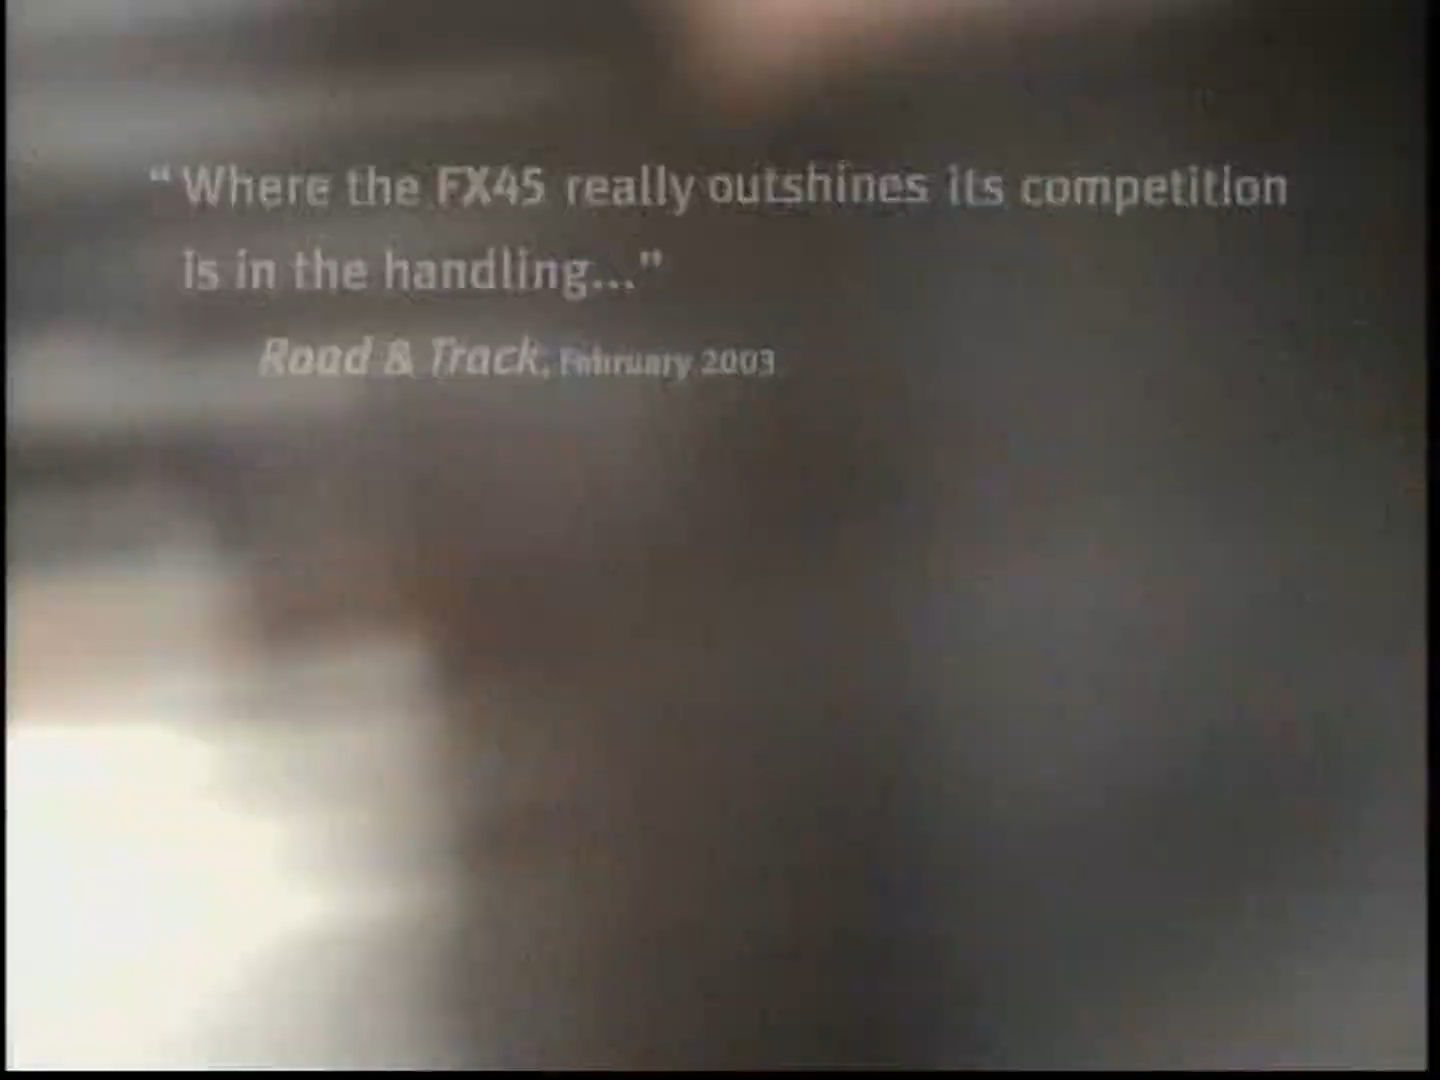 “Where the FX45 really outshines its competition
is in the handling...”
Road & Track, February 2003